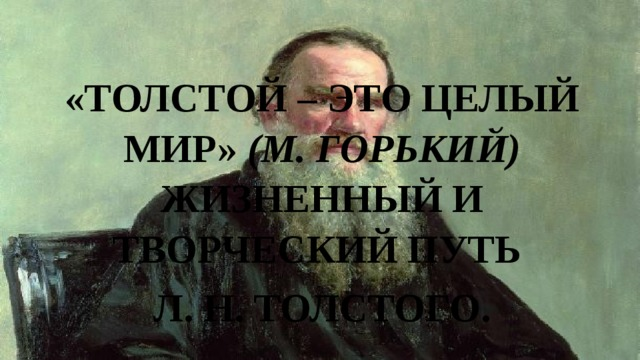 «ТОЛСТОЙ – ЭТО ЦЕЛЫЙ
МИР» (М. ГОРЬКИЙ)
ЖИЗНЕННЫЙ И
ТВОРЧЕСКИЙ ПУТЬ
Л. Н. ТОЛСТОГО.